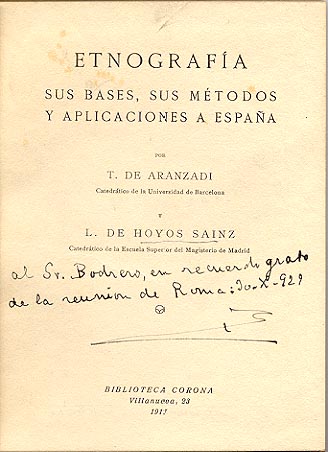 ETNOGRAFÍA
SUS BASES, SUS MÉTODOS
Y APLICACIONES A ESPAÑA
POR
T. DE ARANZADI
Catedrático de la Universidad de Barcelona
Y
L. DE HOYOS SAINZ
Catedrático de la Escuela Superior del Magisterio de Madrid
al Sr. Bodrero, en recuerdo grato
de la reunión de Roma: 30-X-929
BIBLIOTECA CORONA
Villanueva, 23
1917